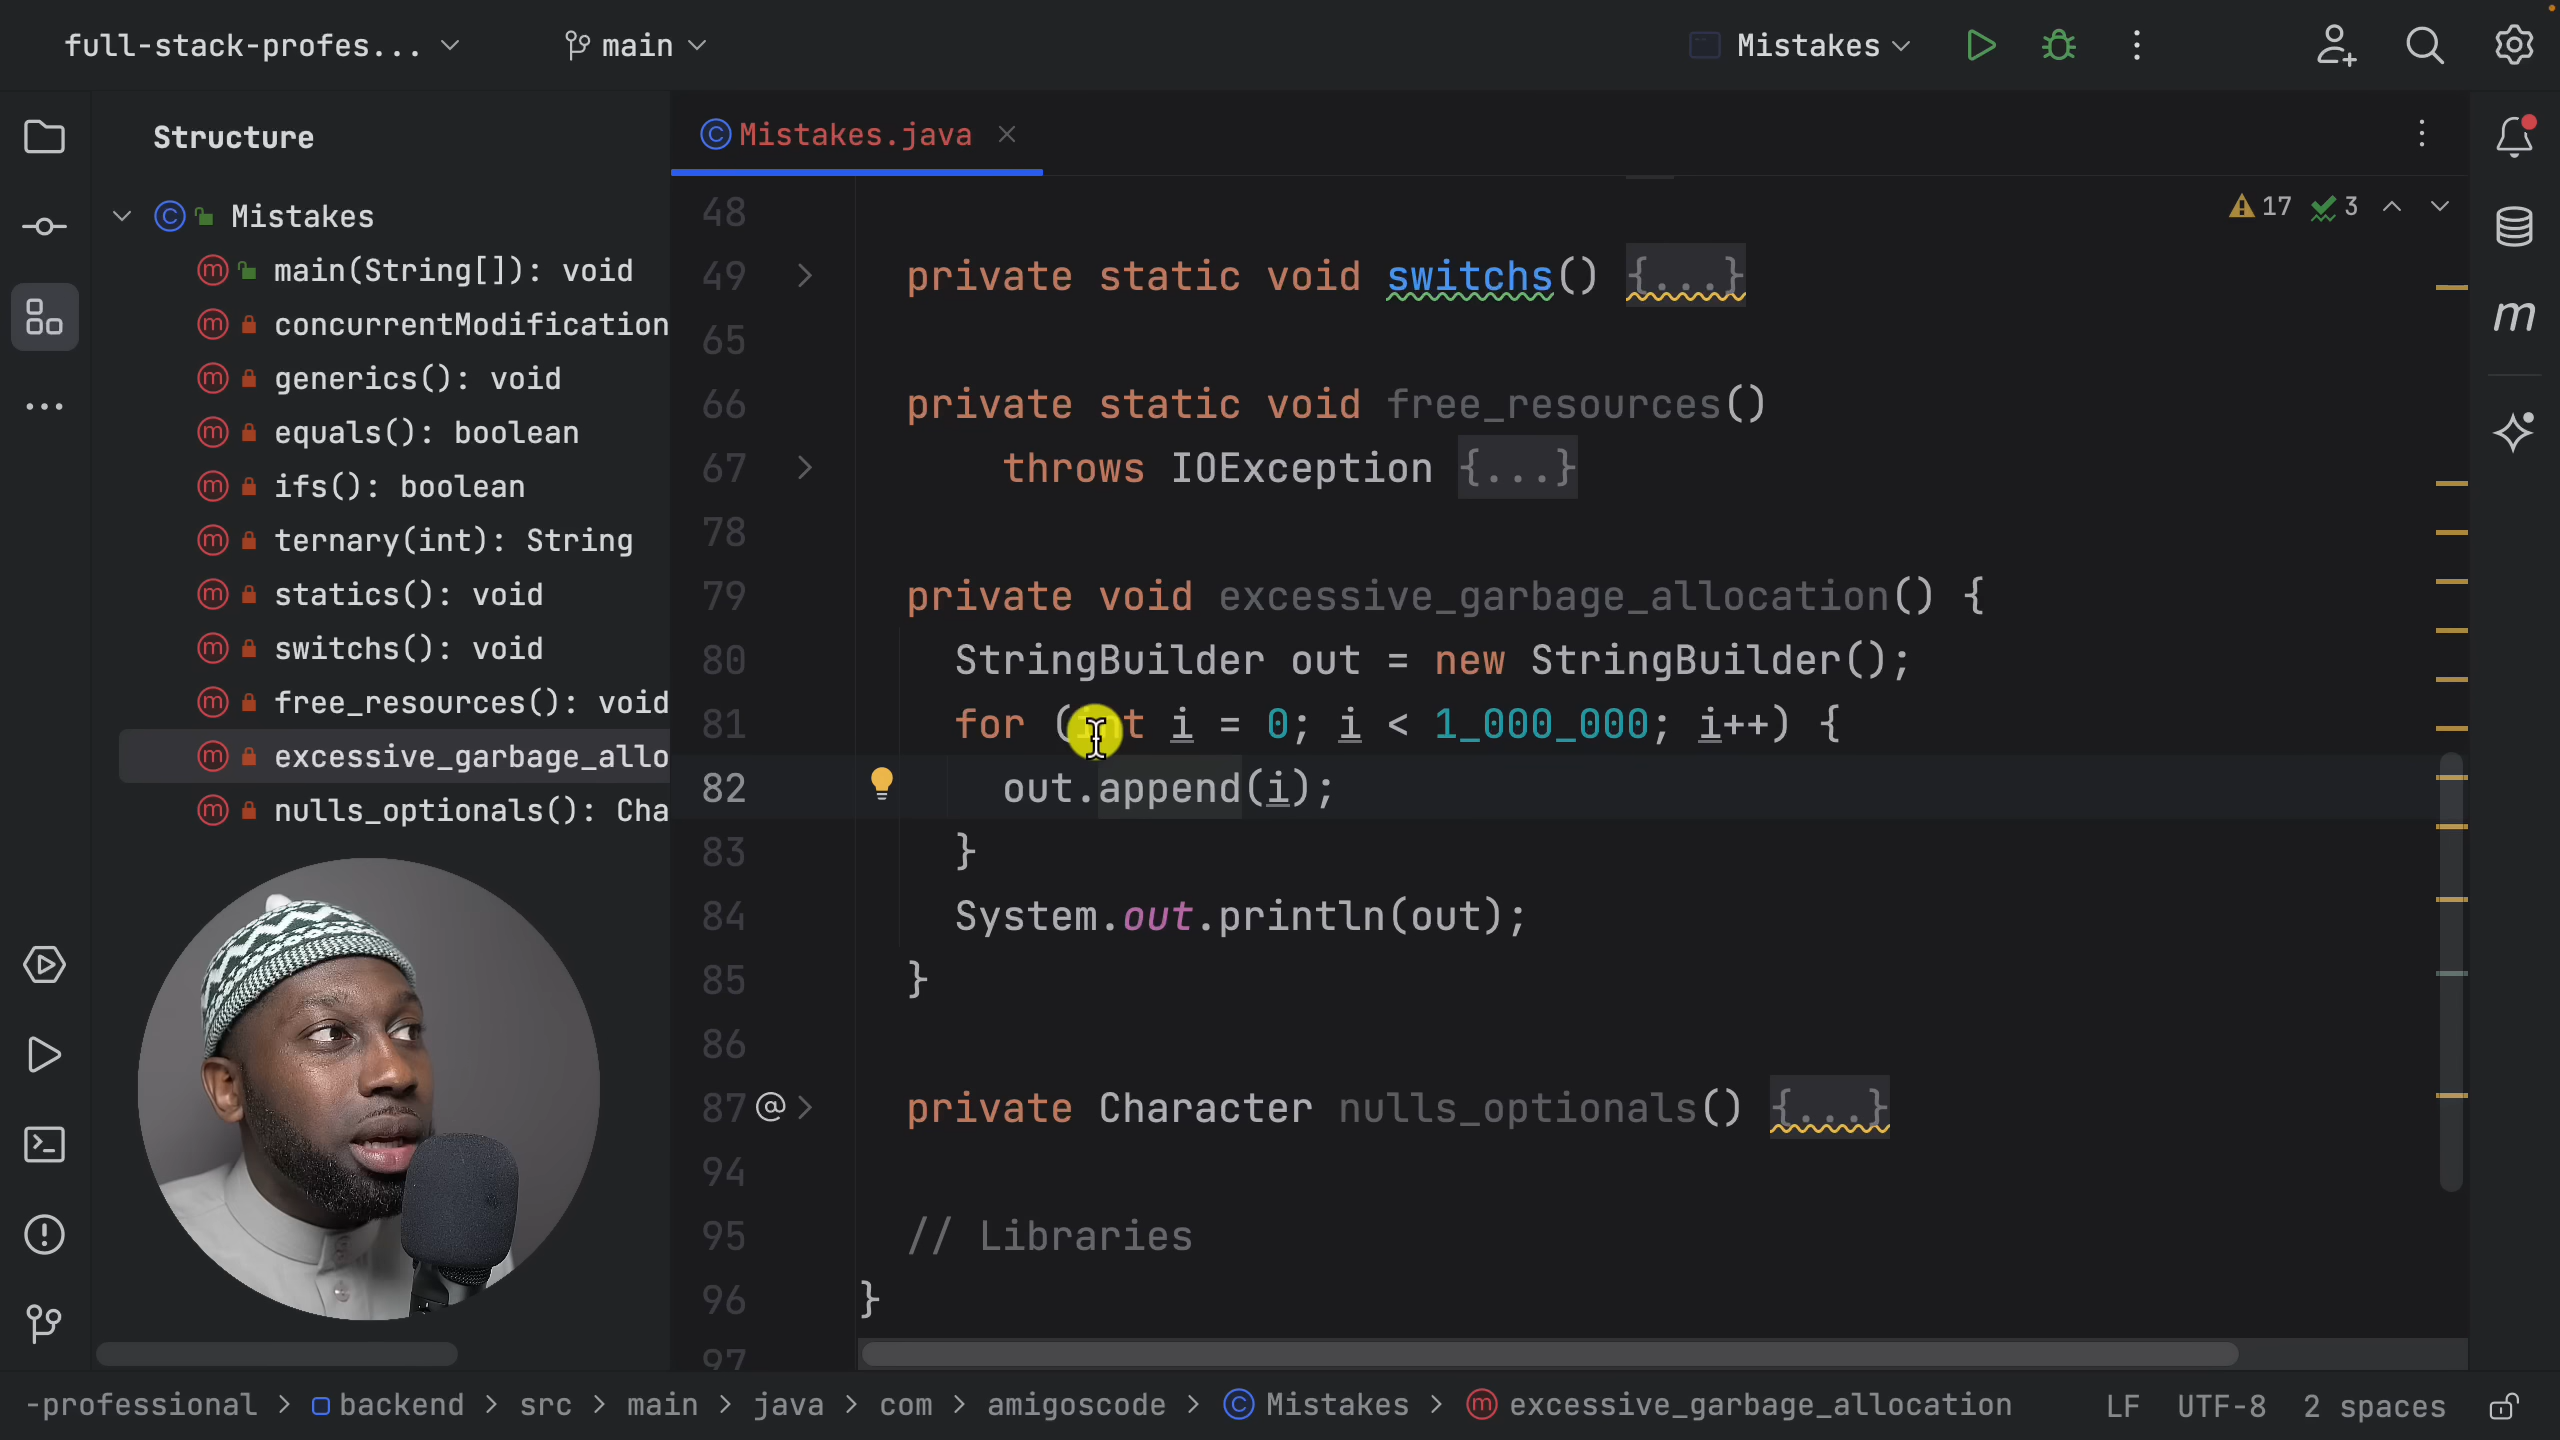 full-stack-profes...
main
Mistakes
Structure
Mistakes
main(String[]): void
concurrentModification
generics(): void
equals(): boolean
ifs(): boolean
ternary(int): String
statics(): void
switchs(): void
free_resources(): void
excessive_garbage_allo
nulls_optionals(): Cha
Mistakes.java
17 3
48
49 private static void switchs() {...}
65
66 private static void free_resources()
67 throws IOException {...}
78
79 private void excessive_garbage_allocation() {
80 StringBuilder out = new StringBuilder();
81 for (int i = 0; i < 1_000_000; i++) {
82 out.append(i);
83 }
84 System.out.println(out);
85 }
86
87 @ private Character nulls_optionals() {...}
94
95 // Libraries
96 }
97
-professional > backend > src > main > java > com > amigoscode > Mistakes > excessive_garbage_allocation
LF UTF-8 2 spaces